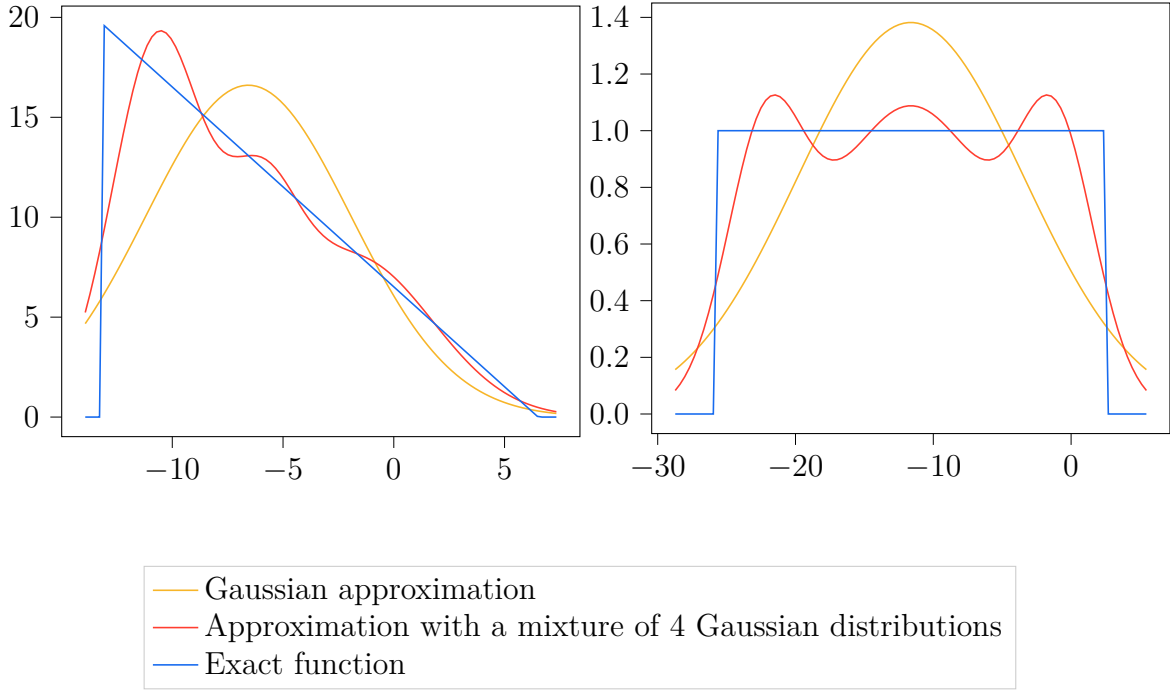 20
15
10
5
0
−10 −5 0 5
1.4
1.2
1.0
0.8
0.6
0.4
0.2
0.0
−30 −20 −10 0
Gaussian approximation
Approximation with a mixture of 4 Gaussian distributions
Exact function